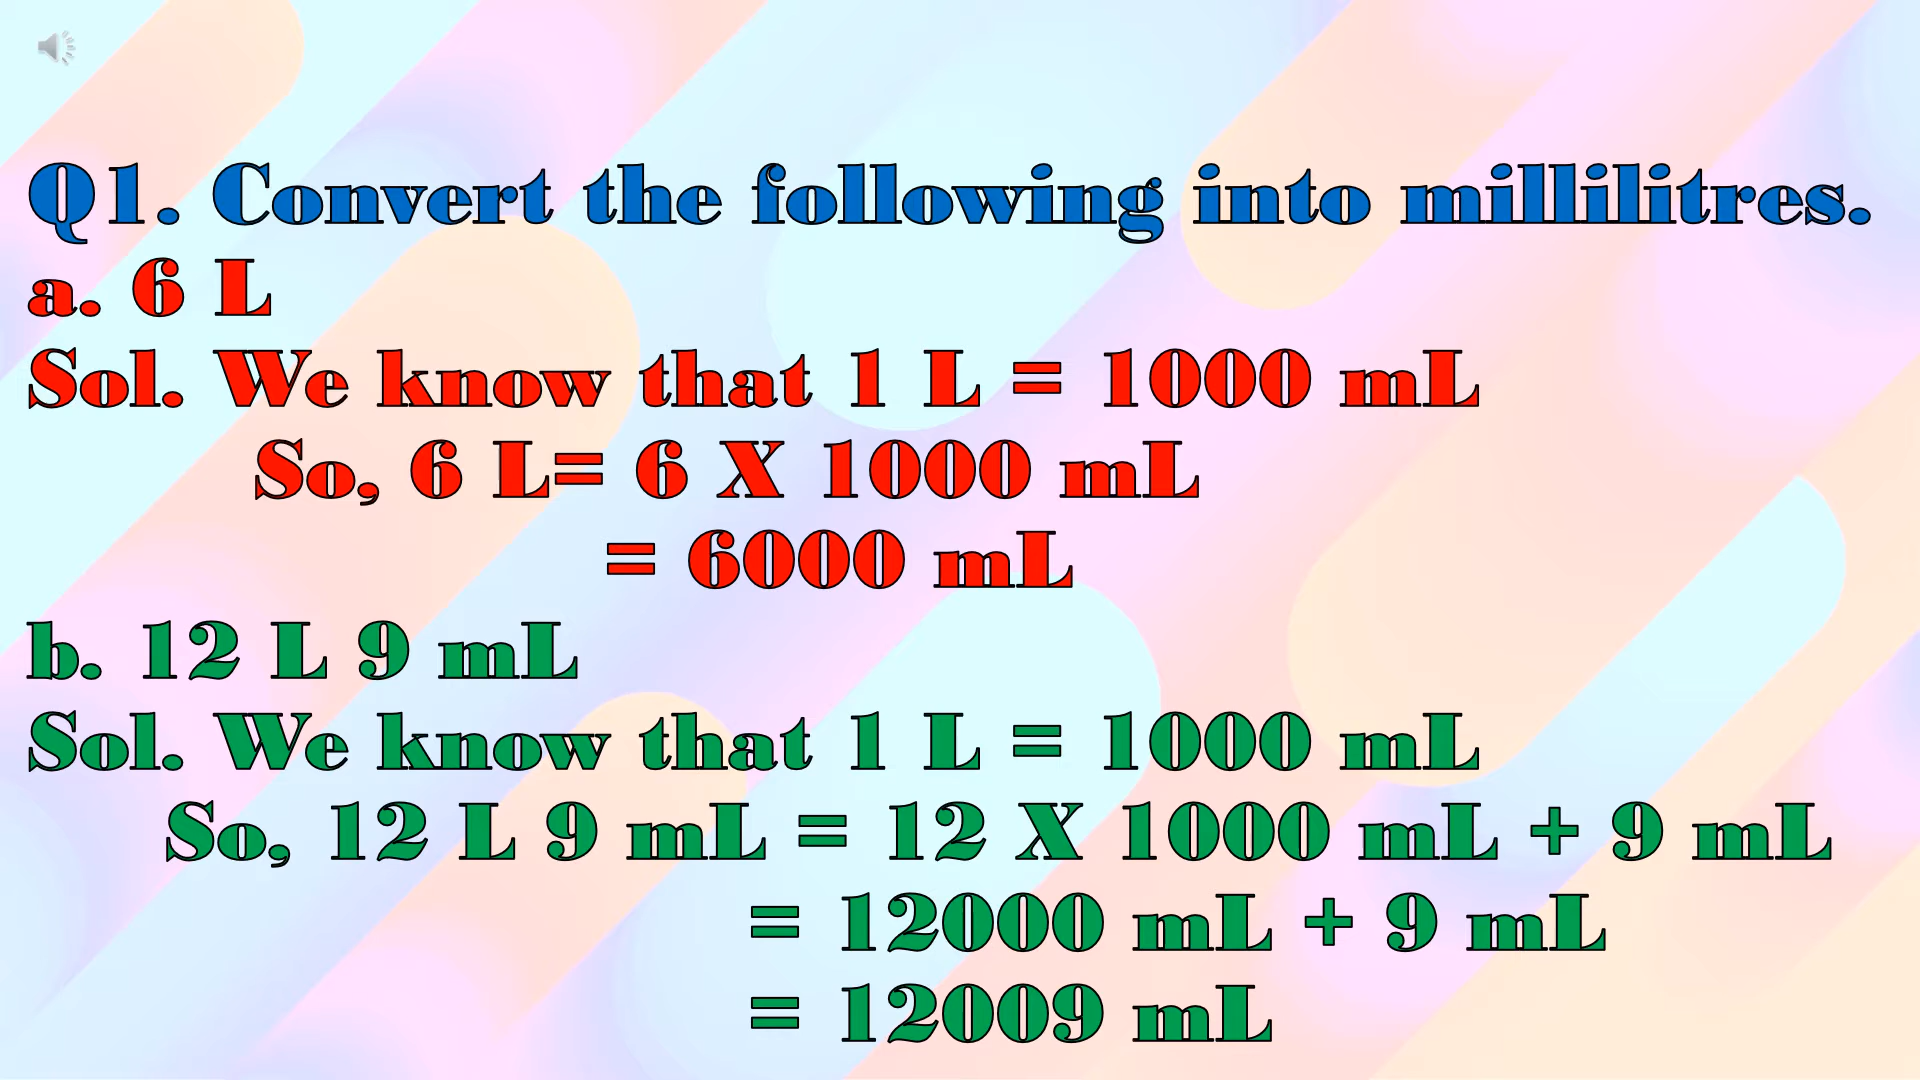 Q1. Convert the following into millilitres.
a. 6 L
Sol. We know that 1 L = 1000 mL
So, 6 L= 6 X 1000 mL
= 6000 mL
b. 12 L 9 mL
Sol. We know that 1 L = 1000 mL
So, 12 L 9 mL = 12 X 1000 mL + 9 mL
= 12000 mL + 9 mL
= 12009 mL